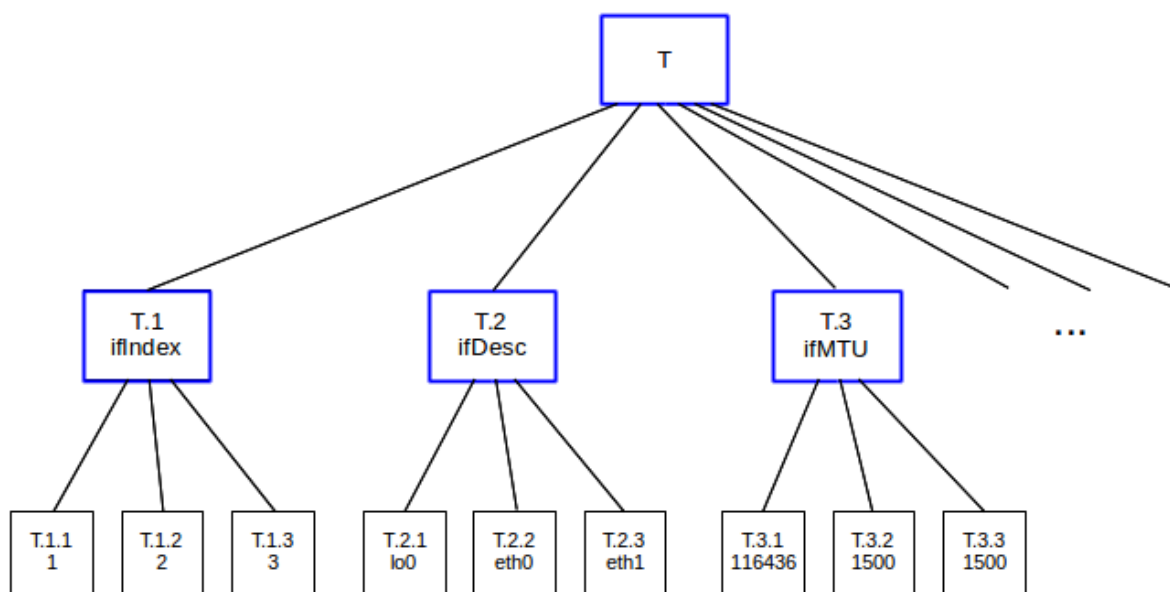 T
T.1
ifIndex
T.2
ifDesc
T.3
ifMTU
...
T.1.1
1
T.1.2
2
T.1.3
3
T.2.1
lo0
T.2.2
eth0
T.2.3
eth1
T.3.1
116436
T.3.2
1500
T.3.3
1500